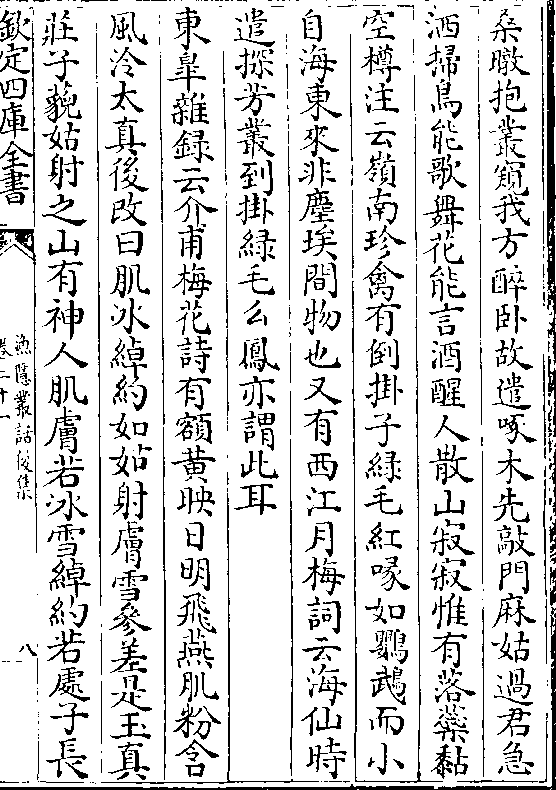 桑暾抱叢窺我方醉卧故遣啄木先敲門麻姑過君急
洒掃鳥能歌舞花能言酒醒人散山寂寂惟有落蘂黏
空樽注云嶺南珍禽有倒掛子綠毛紅喙如鸚鵡而小
自海東來非塵埃間物也又有西江月梅詞云海仙時
遣探芳叢到掛綠毛么鳳亦謂此耳
東臯雜録云介甫梅花詩有額黄映日明飛燕肌粉含
風冷太真後改曰肌冰綽約如姑射膚雪參差是玉真
莊子藐姑射之山有神人肌膚若冰雪綽約若處子長
欽定四庫全書
漁隱叢話後集
卷二十一
八